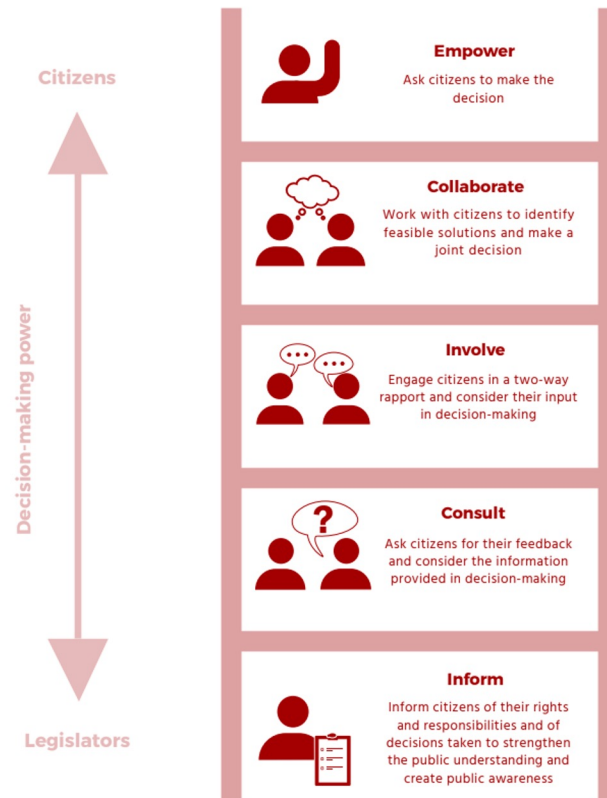 Citizens
Decision-making power
Legislators
Empower
Ask citizens to make the
decision
Collaborate
Work with citizens to identify
feasible solutions and make a
joint decision
Involve
Engage citizens in a two-way
rapport and consider their input
in decision-making
?
Consult
Ask citizens for their feedback
and consider the information
provided in decision-making
Inform
Inform citizens of their rights
and responsibilities and of
decisions taken to strengthen
the public understanding and
create public awareness